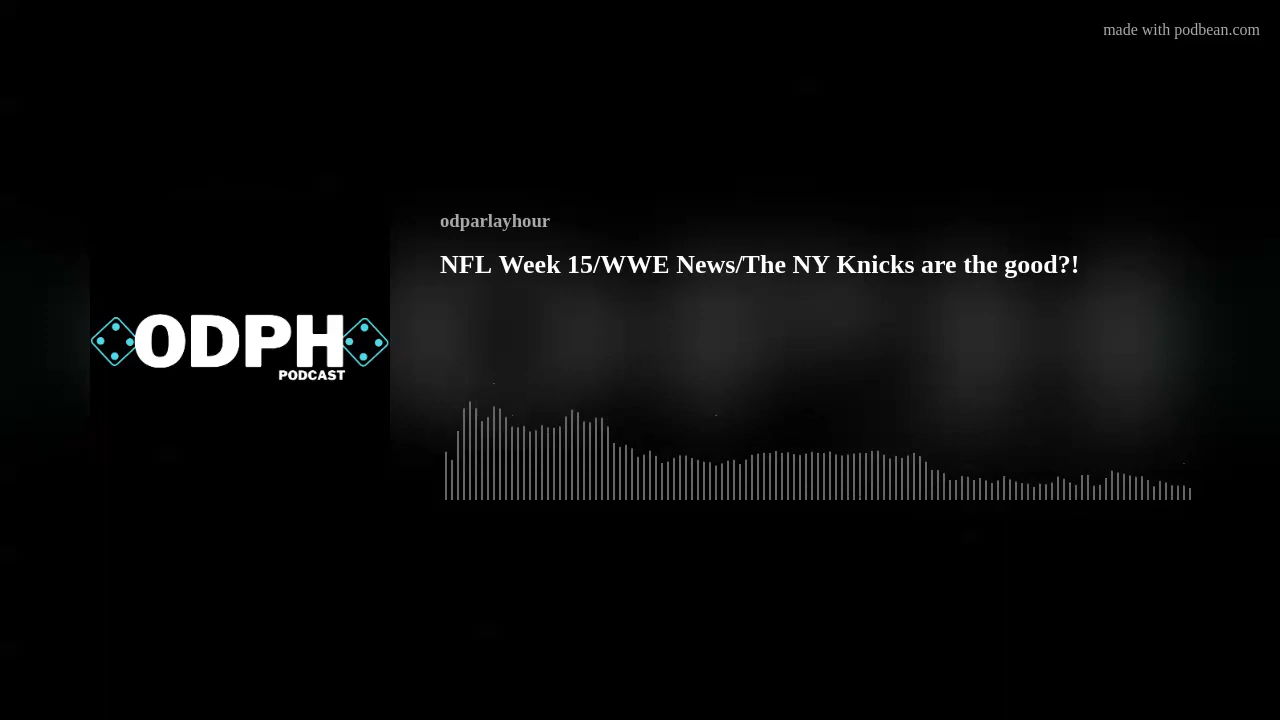 made with podbean.com
odparlayhour
NFL Week 15/WWE News/The NY Knicks are the good?!
ODPH
PODCAST